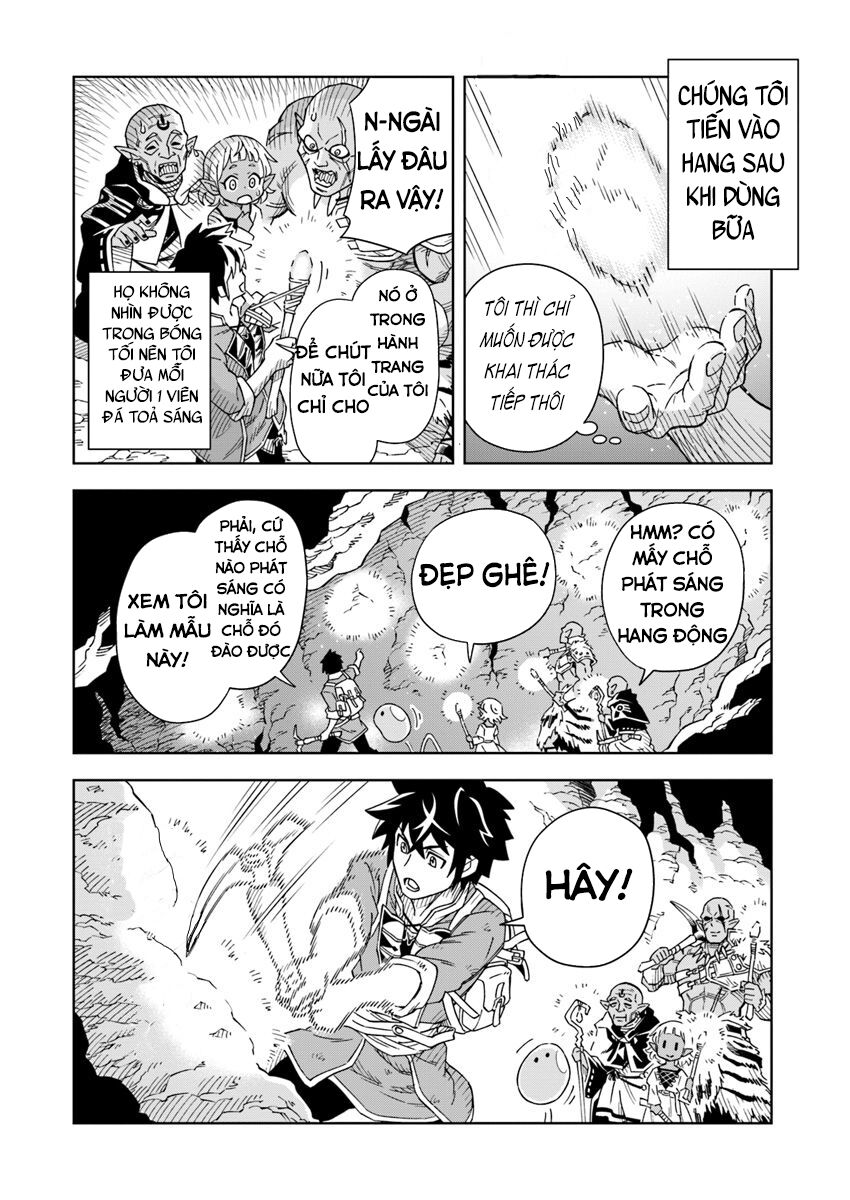 CHÚNG TÔI
TIẾN VÀO
HANG SAU
KHI DÙNG
BỮA
TÔI THÌ CHỈ
MUỐN ĐƯỢC
KHAI THÁC
TIẾP THÔI
N-NGÀI
LẤY ĐÂU
RA VẬY!
NÓ Ở
TRONG
HÀNH
TRANG
CỦA TÔI
ĐỂ CHÚT
NỮA TÔI
CHỈ CHO
HỌ KHÔNG
NHÌN ĐƯỢC
TRONG BÓNG
TỐI NÊN TÔI
ĐƯA MỖI
NGƯỜI 1 VIÊN
ĐÁ TOẢ SÁNG
HMM? CÓ
MẤY CHỖ
PHÁT SÁNG
TRONG
HANG ĐỘNG
ĐẸP GHÊ!
PHẢI, CỨ
THẤY CHỖ
NÀO PHÁT
SÁNG CÓ
NGHĨA LÀ
CHỖ ĐÓ
ĐÀO ĐƯỢC
XEM TÔI
LÀM MẪU
NÀY!
HÂY!